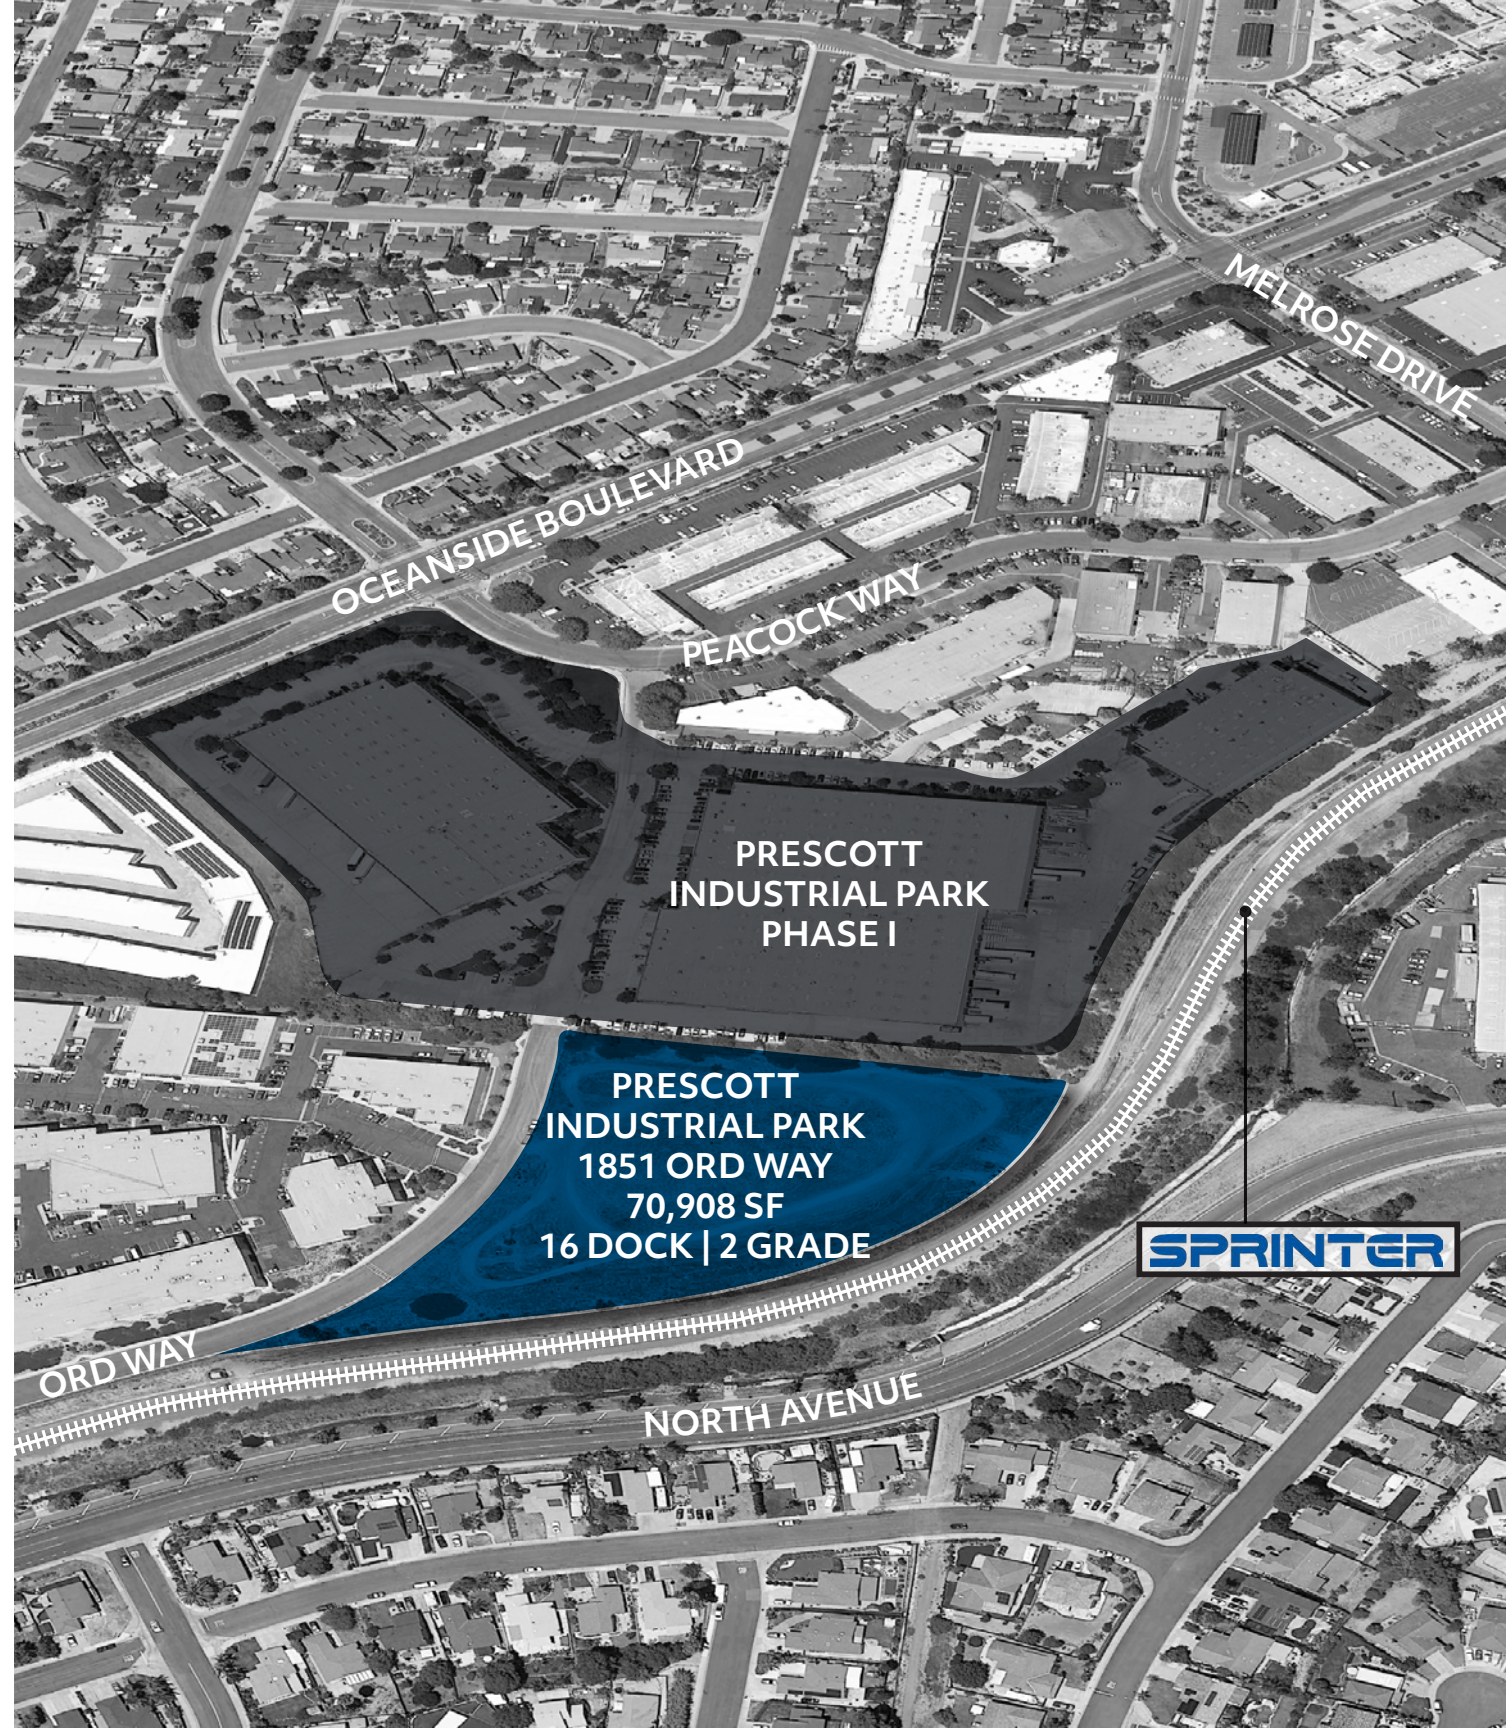 MELROSE DRIVE
OCEANSIDE BOULEVARD
PEACOCK WAY
PRESCOTT
INDUSTRIAL PARK
PHASE I
PRESCOTT
INDUSTRIAL PARK
1851 ORD WAY
70,908 SF
16 DOCK | 2 GRADE
SPRINTER
ORD WAY
NORTH AVENUE